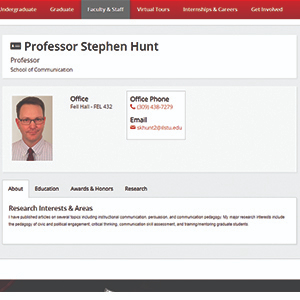 Undergraduate Graduate Faculty & Staff Virtual Tours Internships & Careers Get Involved
Professor Stephen Hunt
Professor
School of Communication
Office
Fell Hall - FEL 432
Office Phone
(309) 438-7279
Email
skhunt2@ilstu.edu
About Education Awards & Honors Research
Research Interests & Areas
I have published articles on several topics including instructional communication, persuasion, and communication pedagogy. My major research interests include
the pedagogy of civic and political engagement, critical thinking, communication skill assessment, and training/mentoring graduate students.